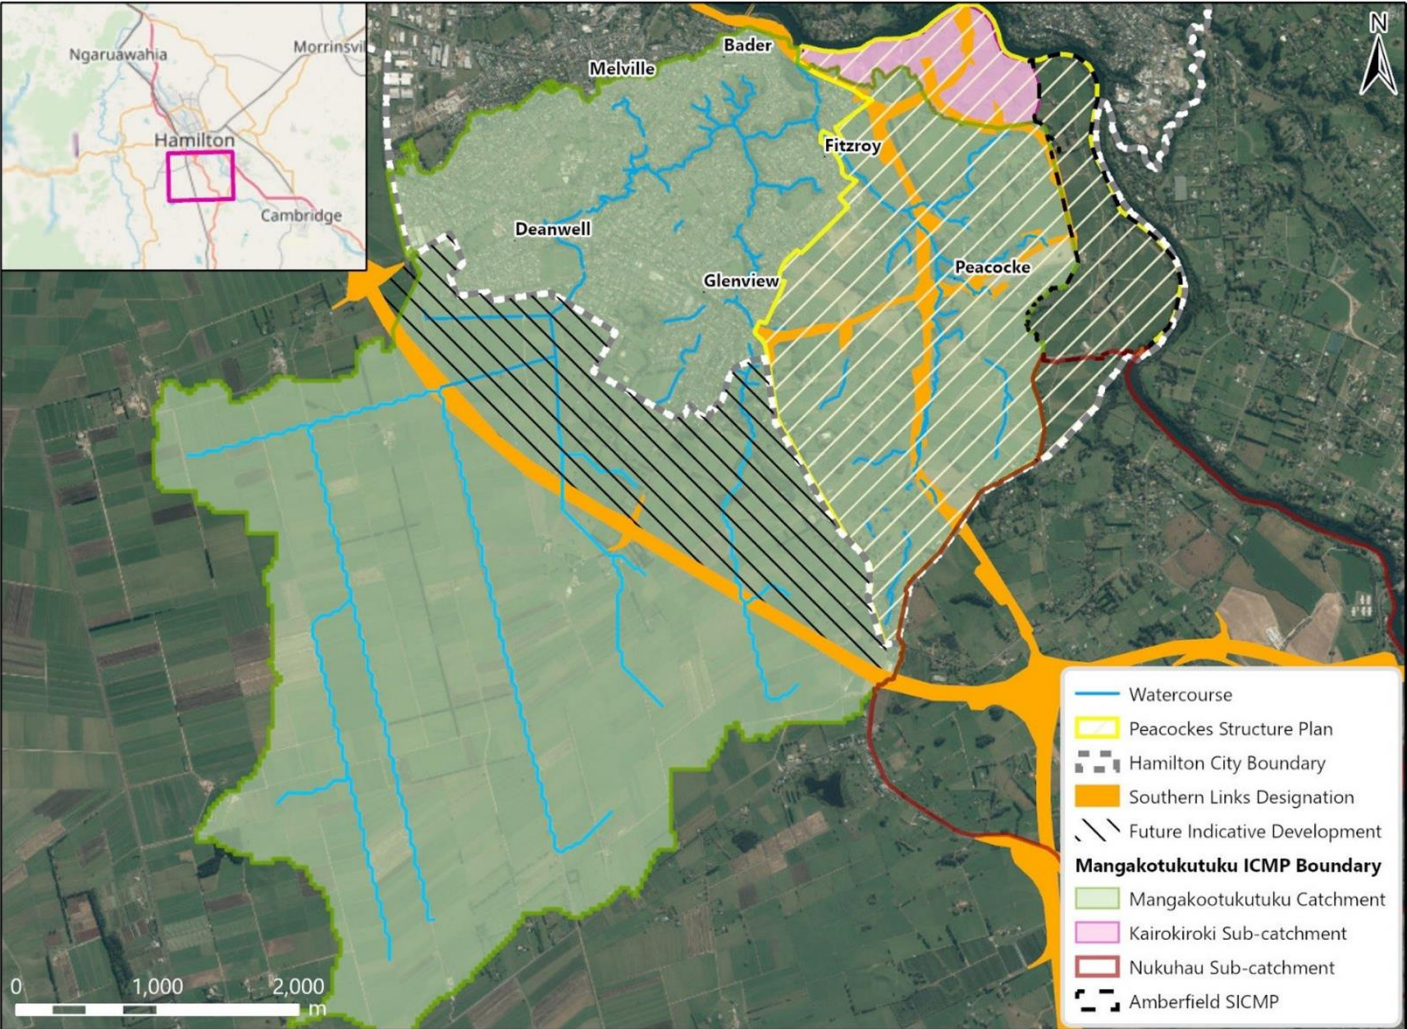 Ngaruawahia
Morrinsvi
Hamilton
Cambridge
Bader
Melville
Fitzroy
Deanwell
Glenview
Peacocke
N
Watercourse
Peacockes Structure Plan
Hamilton City Boundary
Southern Links Designation
Future Indicative Development
Mangakotukutuku ICMP Boundary
Mangakootukutuku Catchment
Kairokiroki Sub-catchment
Nukuhau Sub-catchment
Amberfield SICMP
0 1,000 2,000
m